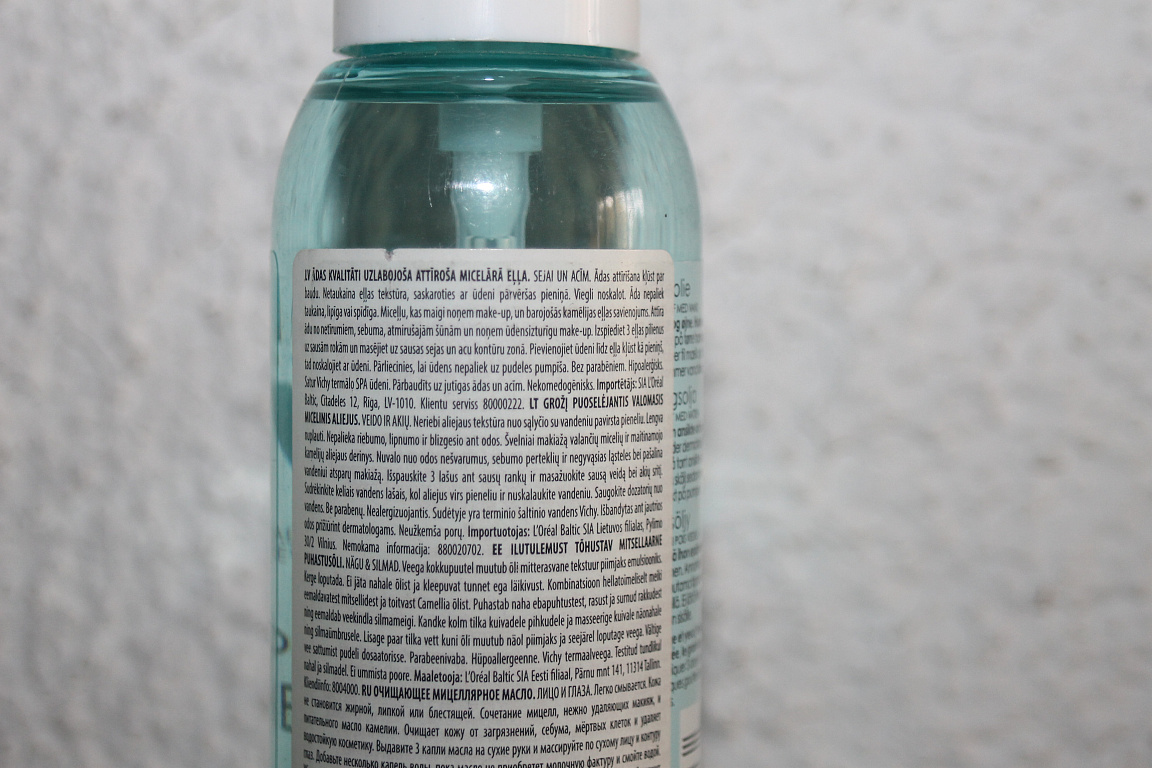 LV ĀDAS KVALITĀTI UZLABOJOŠA ATTĪROŠA MICELĀRĀ EĻĻA. SEJAI UN ACĪM. Ādas attīrīšana kļūst par
baudu. Netaukaina eļļas tekstūra, saskaroties ar ūdeni pārvēršas pieniņā. Viegli noskalot. Āda nepaliek
taukaina, lipīga vai spīdīga. Miceļļu, kas maigi noņem make-up, un barojošās kamēlijas eļļas savienojums. Attīra
ādu no netīrumiem, sebuma, atmirušajām šūnām un noņem ūdensizturīgu make-up. Izspiediet 3 eļļas pilienus
uz sausām rokām un masējiet uz sausas sejas un acu kontūru zonā. Pievienojiet ūdeni līdz eļļa kļūst kā pieniņš,
tad noskalojiet ar ūdeni. Pārliecinies, lai ūdens nepaliek uz pudeles pumpīša. Bez parabēniem. Hipoalerģisks.
Satur Vichy termālo SPA ūdeni. Pārbaudīts uz jutīgas ādas un acīm. Nekomedogēnisks. Importētājs: SIA L'Oréal
Baltic, Citadeles 12, Rīga, LV-1010. Klientu serviss 80000222. LT GROŽĮ PUOSELĖJANTIS VALOMASIS
MICELINIS ALIEJUS. VEIDO IR AKIŲ. Neriebi aliejaus tekstūra nuo sąlyčio su vandeniu pavirsta pieneliu. Lengva
nuplauti. Nepalieka riebumo, lipnumo ir blizgesio ant odos. Švelniai makiažą valančių micelių ir maitinamojo
kamelijų aliejaus derinys. Nuvalo nuo odos nešvarumus, sebumo perteklių ir negyvąsias ląsteles bei pašalina
vandeniui atsparų makiažą. Išspauskite 3 lašus ant sausų rankų ir masažuokite sausą veidą bei akių sritį.
Sudrėkinkite keliais vandens lašais, kol aliejus virs pieneliu ir nuskalaukite vandeniu. Saugokite dozatorių nuo
vandens. Be parabenų. Nealergizuojantis. Sudėtyje yra terminio šaltinio vandens Vichy. Išbandytas ant jautrios
odos prižiūrint dermatologams. Neužkemša porų. Importuotojas: L'Oréal Baltic SIA Lietuvos filialas, Pylimo
30/2 Vilnius. Nemokama informacija: 880020702. EE ILUTULEMUST TÕHUSTAV MITSELLAARNE
PUHASTUSÕLI. NÄGU & SILMAD. Veega kokkupuutel muutub õli mitterasvane tekstuur piimjaks emulsiooniks.
Kerge loputada. Ei jäta nahale õlist ja kleepuvat tunnet ega läikivust. Kombinatsioon hellatoimeliselt meiki
eemaldavatest mitsellidest ja toitvast Camellia õlist. Puhastab naha ebapuhtustest, rasust ja surnud rakkudest
ning eemaldab veekindla silmameigi. Kandke kolm tilka kuivadele pihkudele ja masseerige kuivale näonahale
ning silmaümbrusele. Lisage paar tilka vett kuni õli muutub näol piimjaks ja seejärel loputage veega. Vältige
vee sattumist pudeli dosaatorisse. Parabeenivaba. Hüpoallergeenne. Vichy termaalveega. Testitud tundlikul
nahal ja silmadel. Ei ummista poore. Maaletooja: L'Oréal Baltic SIA Eesti filiaal, Pärnu mnt 141, 11314 Tallinn.
Kliendiinfo: 8004000. RU ОЧИЩАЮЩЕЕ МИЦЕЛЛЯРНОЕ МАСЛО. ЛИЦО И ГЛАЗА. Легко смывается. Кожа
не становится жирной, липкой или блестящей. Сочетание мицелл, нежно удаляющих макияж, и
питательного масло камелии. Очищает кожу от загрязнений, себума, мёртвых клеток и удаляет
водостойкую косметику. Выдавите 3 капли масла на сухие руки и массируйте по сухому лицу и контуру
глаз. Добавьте несколько капель воды, пока масло не приобретет молочную фактуру и смойте водой.